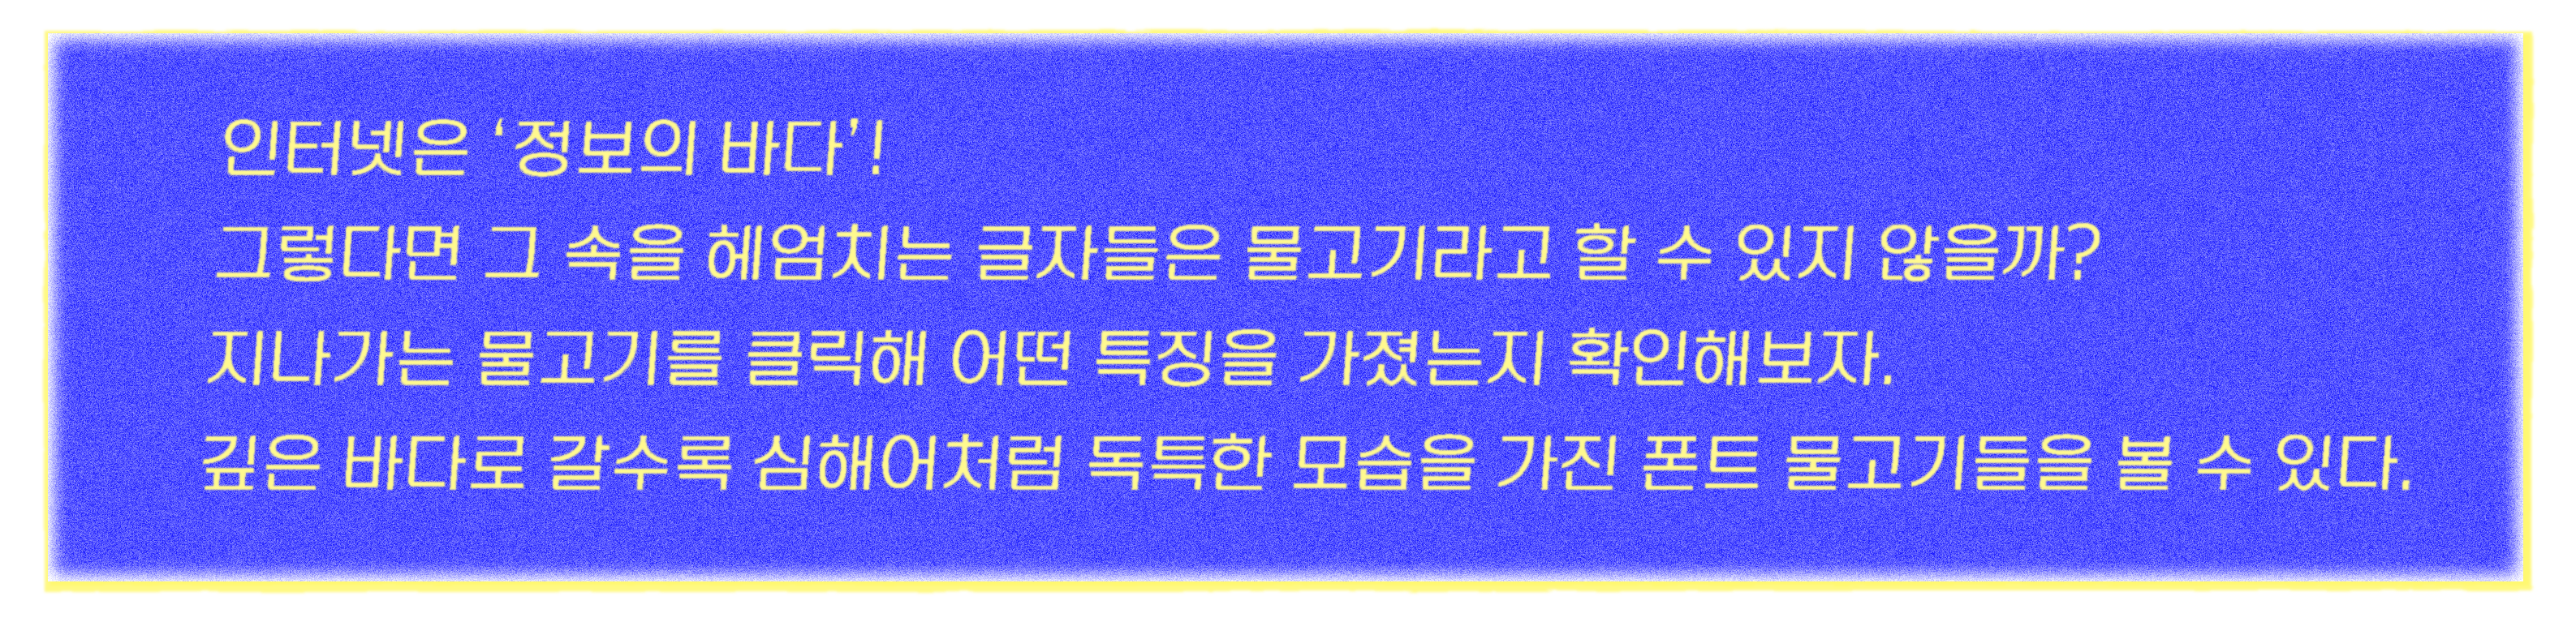 인터넷은 ‘정보의 바다’!
그렇다면 그 속을 헤엄치는 글자들은 물고기라고 할 수 있지 않을까?
지나가는 물고기를 클릭해 어떤 특징을 가졌는지 확인해보자.
깊은 바다로 갈수록 심해어처럼 독특한 모습을 가진 폰트 물고기들을 볼 수 있다.